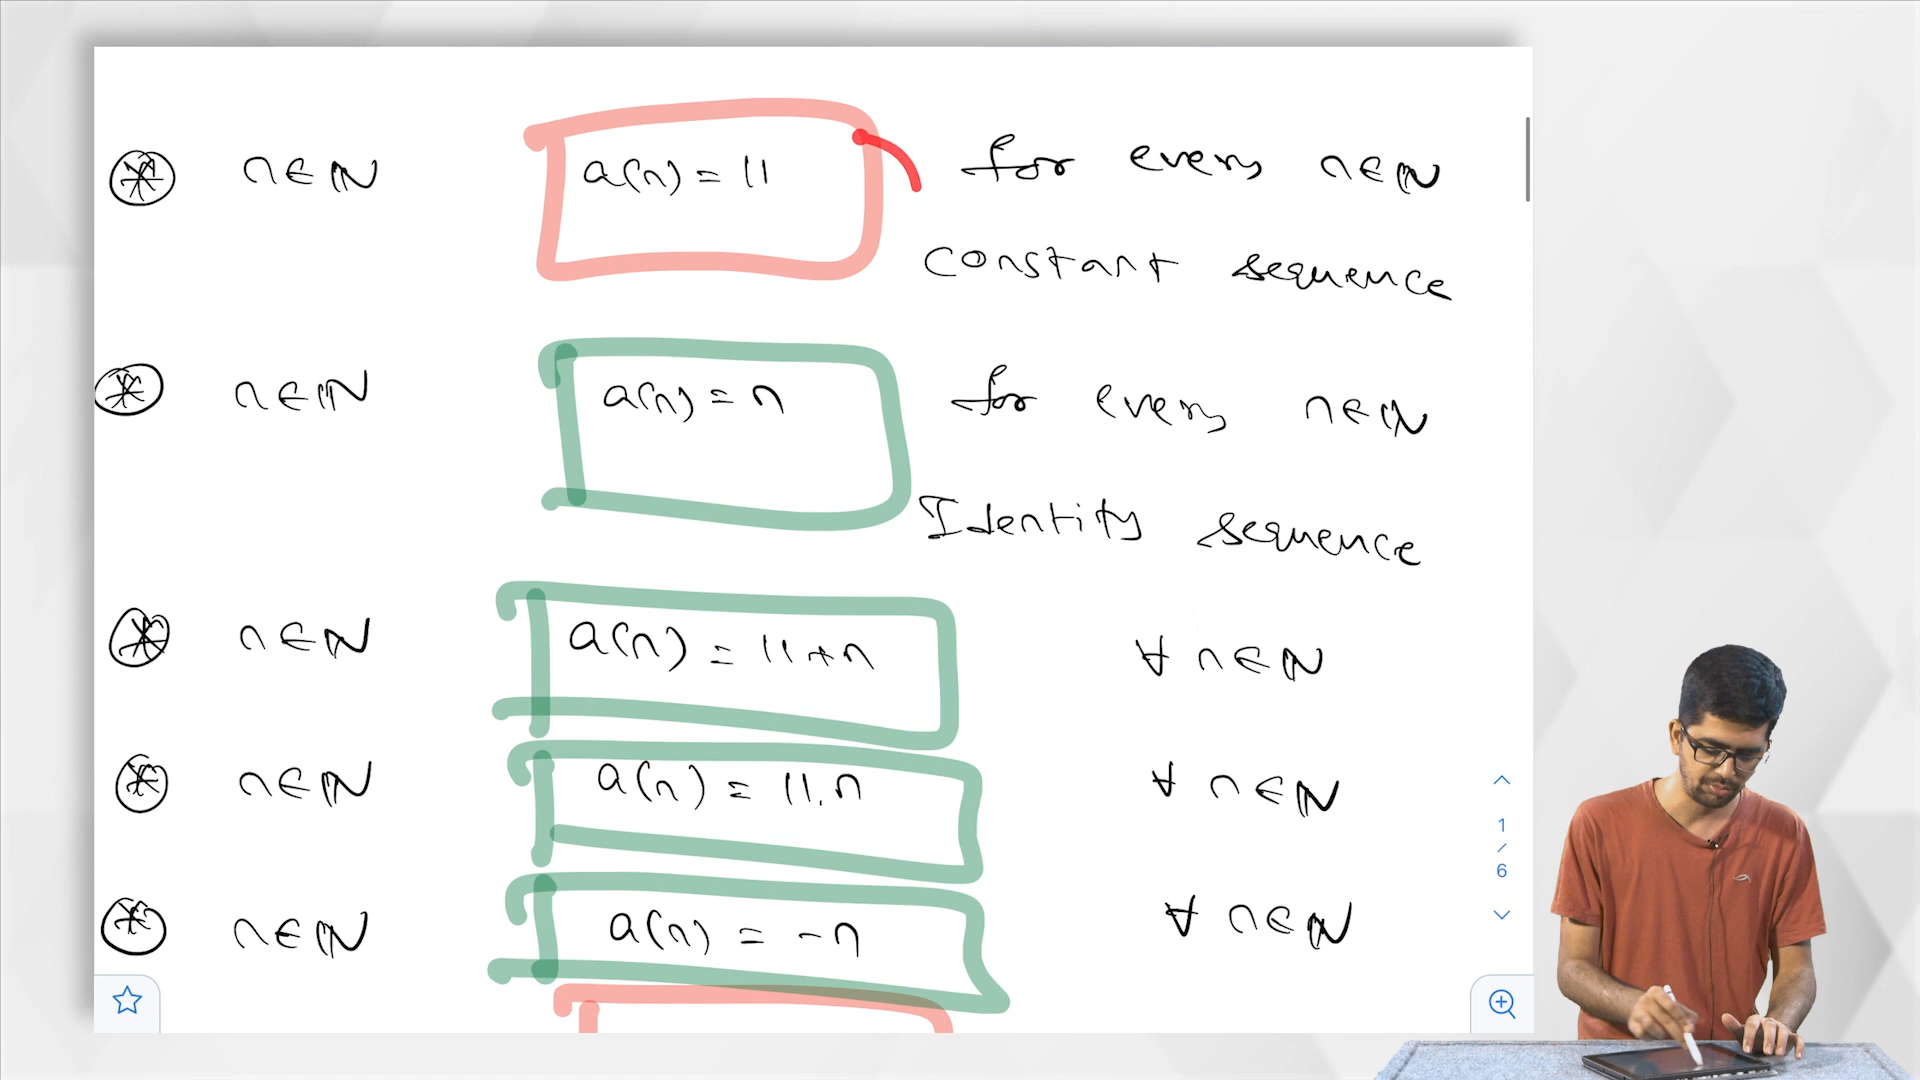 n∈ℕ a(n) = 11 for every n∈ℕ
constant sequence
n∈ℕ a(n) = n for every n∈ℕ
Identity sequence
n∈ℕ a(n) = 11+n ∀ n∈ℕ
n∈ℕ a(n) = 11.n ∀ n∈ℕ
n∈ℕ a(n) = -n ∀ n∈ℕ
1
/
6